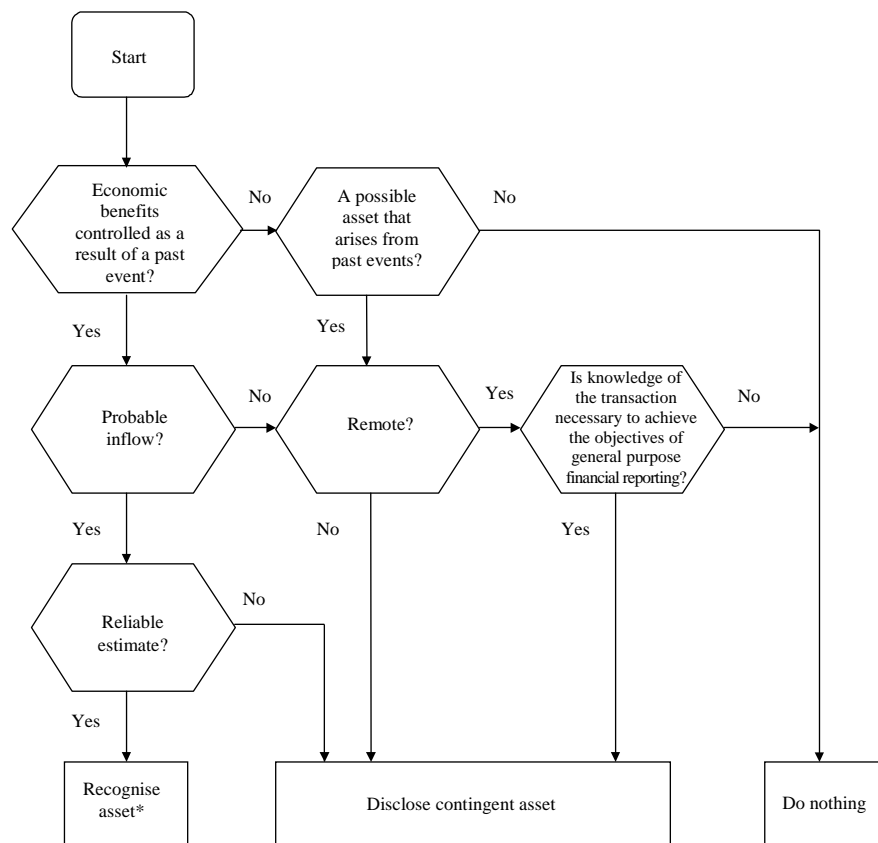 Start
Economic
benefits
controlled as a
result of a past
event?
No
A possible
asset that
arises from
past events?
No
Yes
Yes
Probable
inflow?
No
Remote?
Yes
Is knowledge of
the transaction
necessary to achieve
the objectives of
general purpose
financial reporting?
No
Yes
No
Yes
Reliable
estimate?
No
Yes
Recognise
asset*
Disclose contingent asset
Do nothing